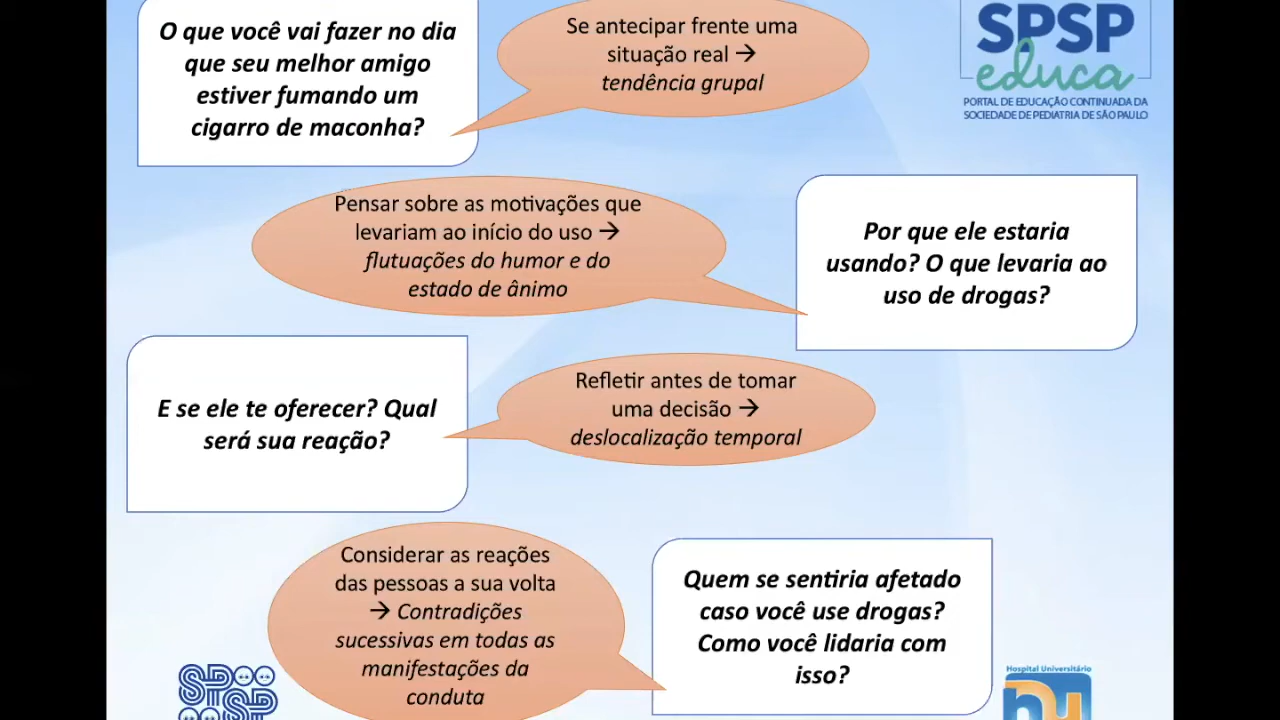 O que você vai fazer no dia
que seu melhor amigo
estiver fumando um
cigarro de maconha?
Se antecipar frente uma
situação real →
tendência grupal
SPSP
educa
PORTAL DE EDUCAÇÃO CONTINUADA DA
SOCIEDADE DE PEDIATRIA DE SÃO PAULO
Pensar sobre as motivações que
levariam ao início do uso →
flutuações do humor e do
estado de ânimo
Por que ele estaria
usando? O que levaria ao
uso de drogas?
E se ele te oferecer? Qual
será sua reação?
Refletir antes de tomar
uma decisão →
deslocalização temporal
Considerar as reações
das pessoas a sua volta
→ Contradições
sucessivas em todas as
manifestações da
conduta
Quem se sentiria afetado
caso você use drogas?
Como você lidaria com
isso?
SPSP
Hospital Universitário
hu